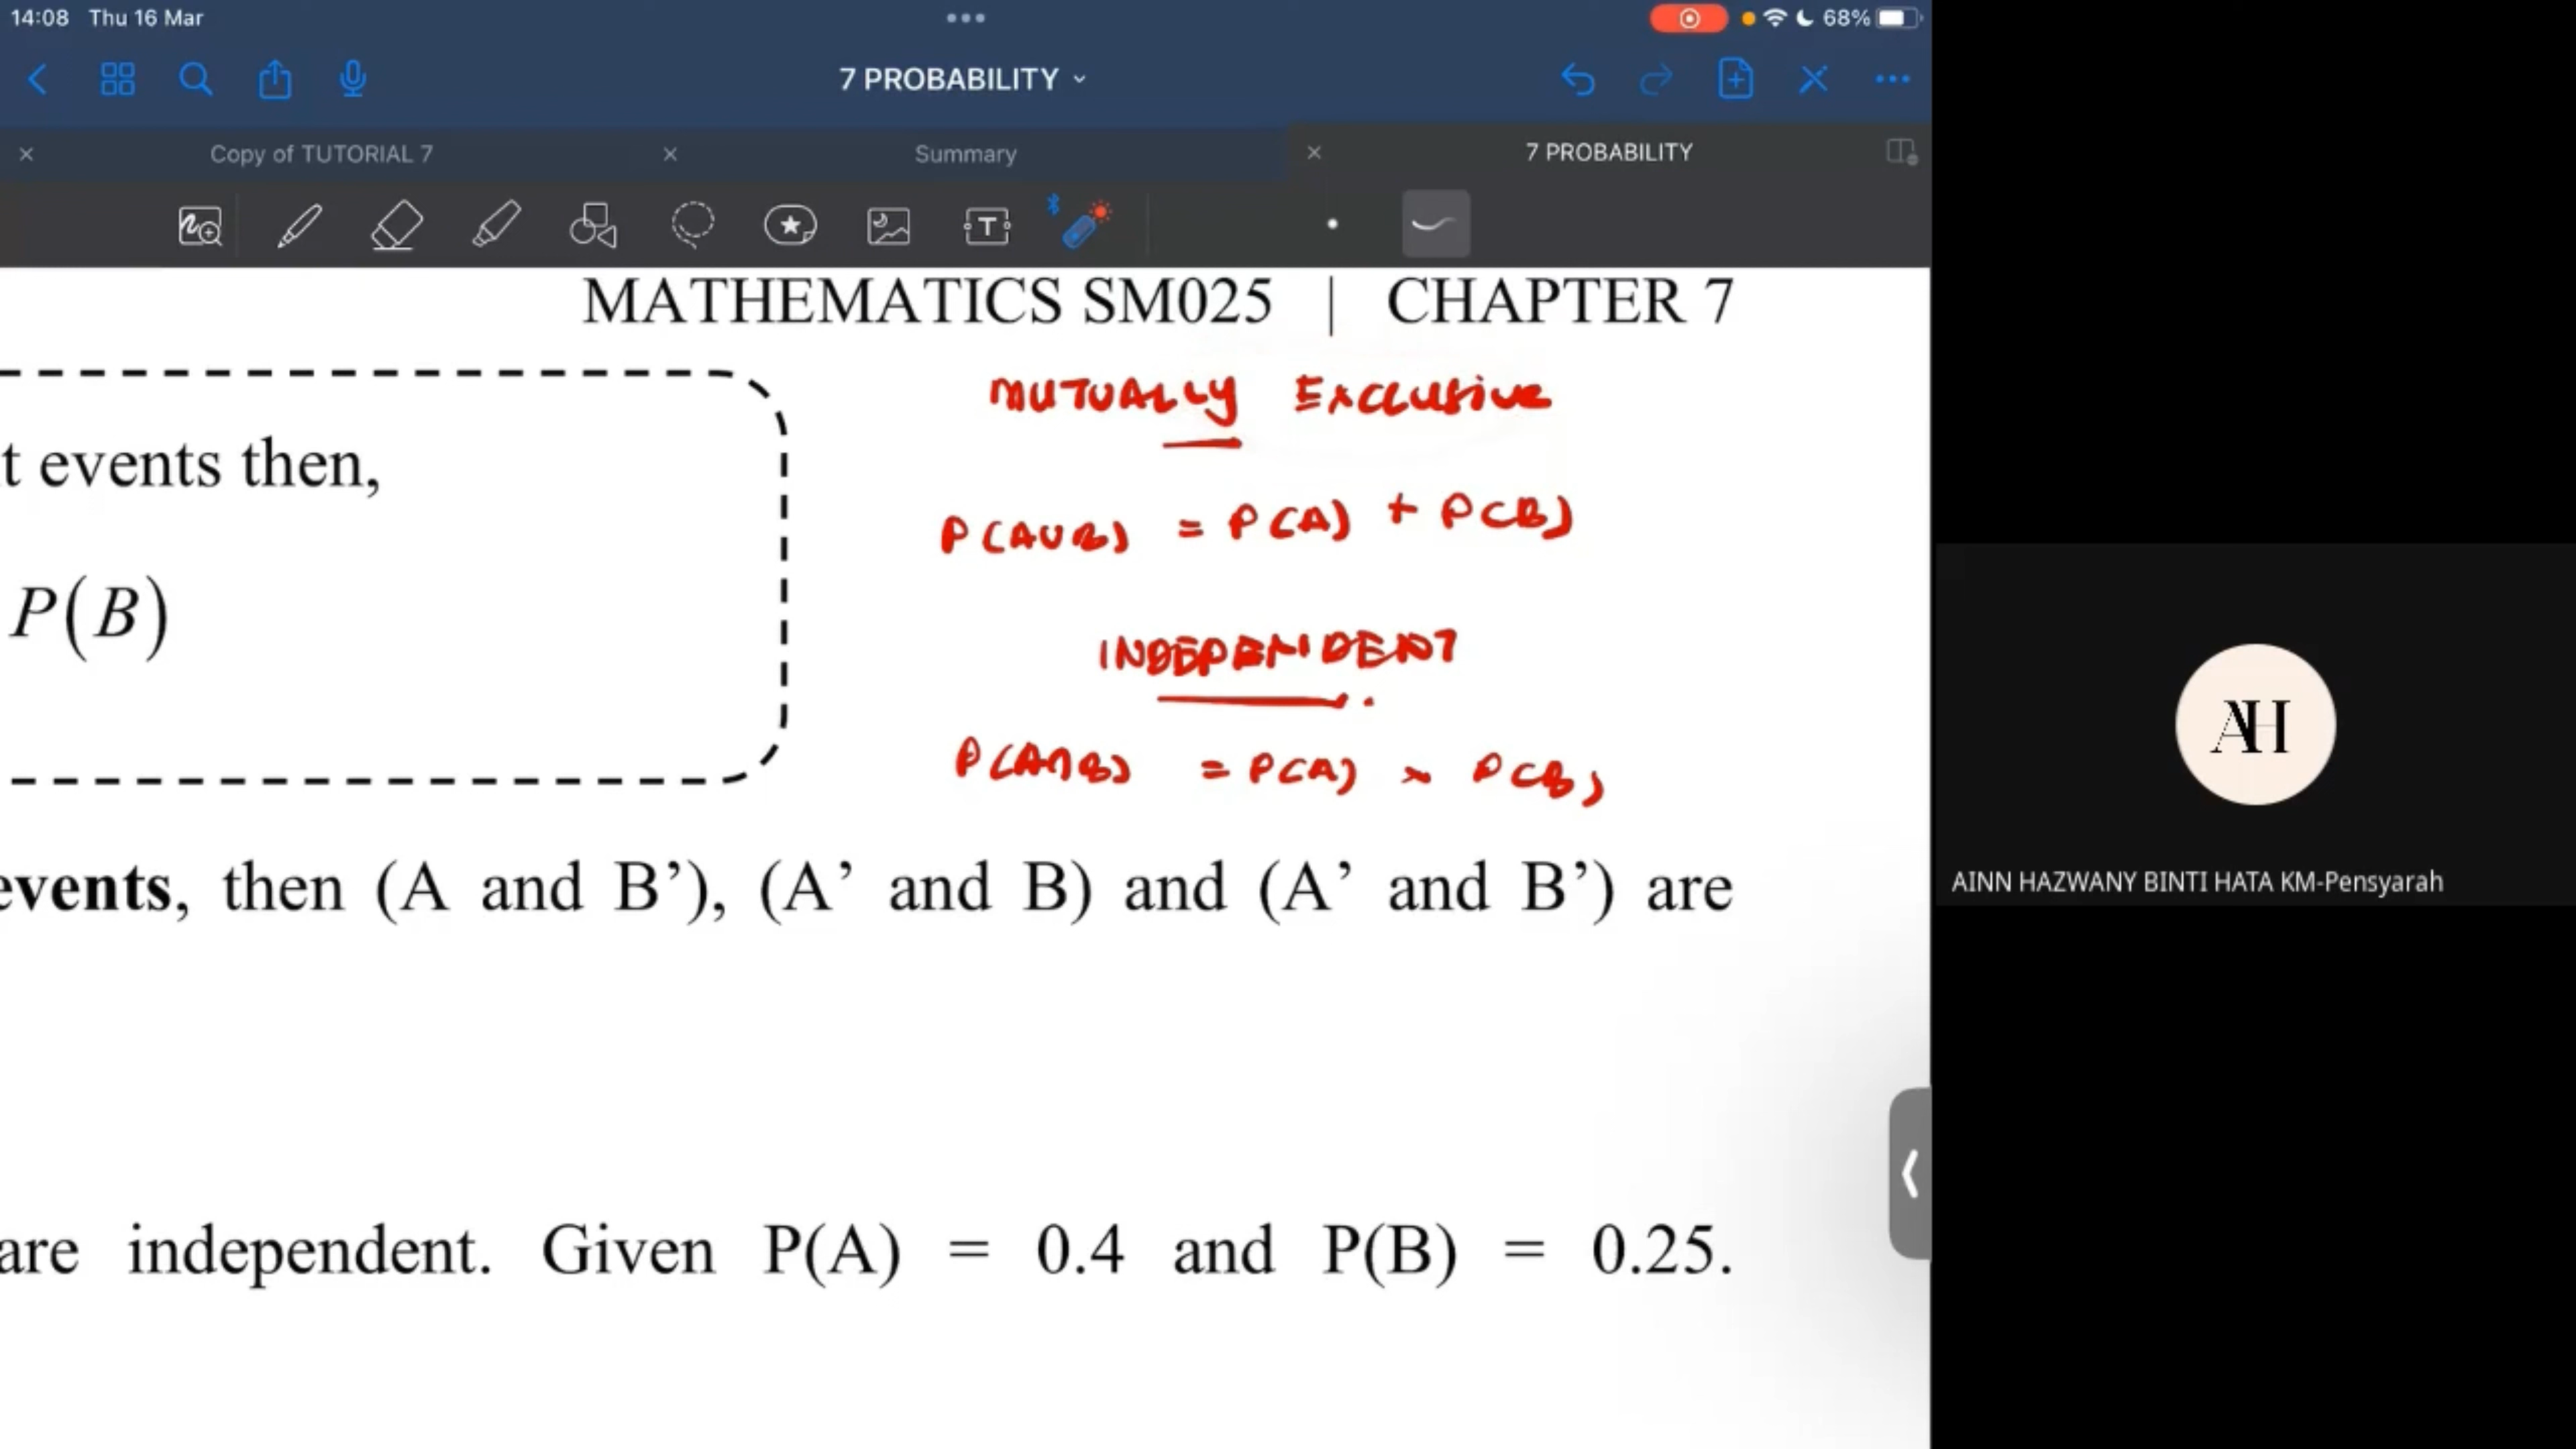 14:08 Thu 16 Mar
68%
7 PROBABILITY
Copy of TUTORIAL 7
Summary
7 PROBABILITY
MATHEMATICS SM025 | CHAPTER 7
MUTUALLY EXCLUSIVE
t events then,
P(AUB) = P(A) + P(B)
P(B)
INDEPENDENT
P(A∩B) = P(A) × P(B)
events, then (A and B’), (A’ and B) and (A’ and B’) are
are independent. Given P(A) = 0.4 and P(B) = 0.25.
AH
AINN HAZWANY BINTI HATA KM-Pensyarah